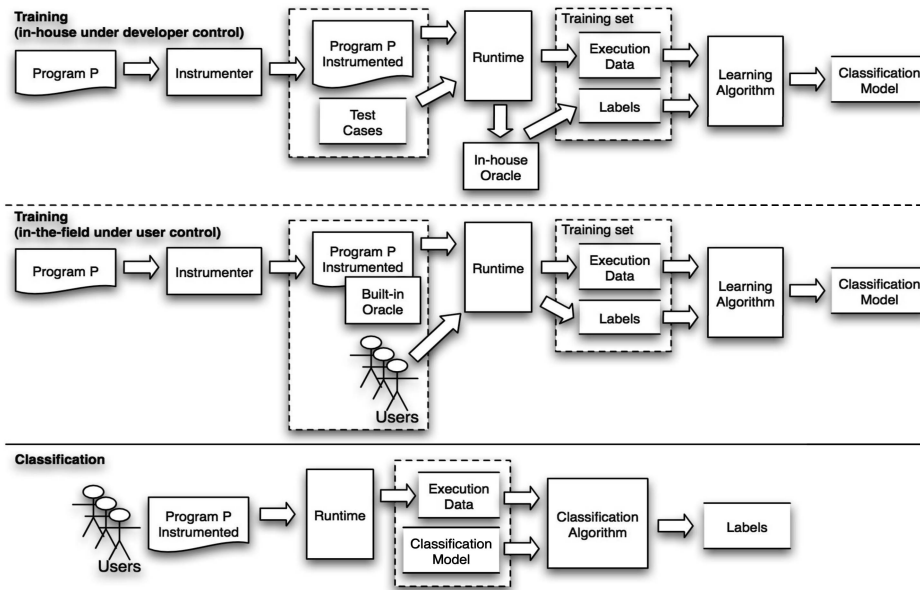 Training
(in-house under developer control)
Program P
Instrumenter
Program P
Instrumented
Test
Cases
Runtime
In-house
Oracle
Training set
Execution
Data
Labels
Learning
Algorithm
Classification
Model
Training
(in-the-field under user control)
Program P
Instrumenter
Program P
Instrumented
Built-in
Oracle
Users
Runtime
Training set
Execution
Data
Labels
Learning
Algorithm
Classification
Model
Classification
Users
Program P
Instrumented
Runtime
Execution
Data
Classification
Model
Classification
Algorithm
Labels